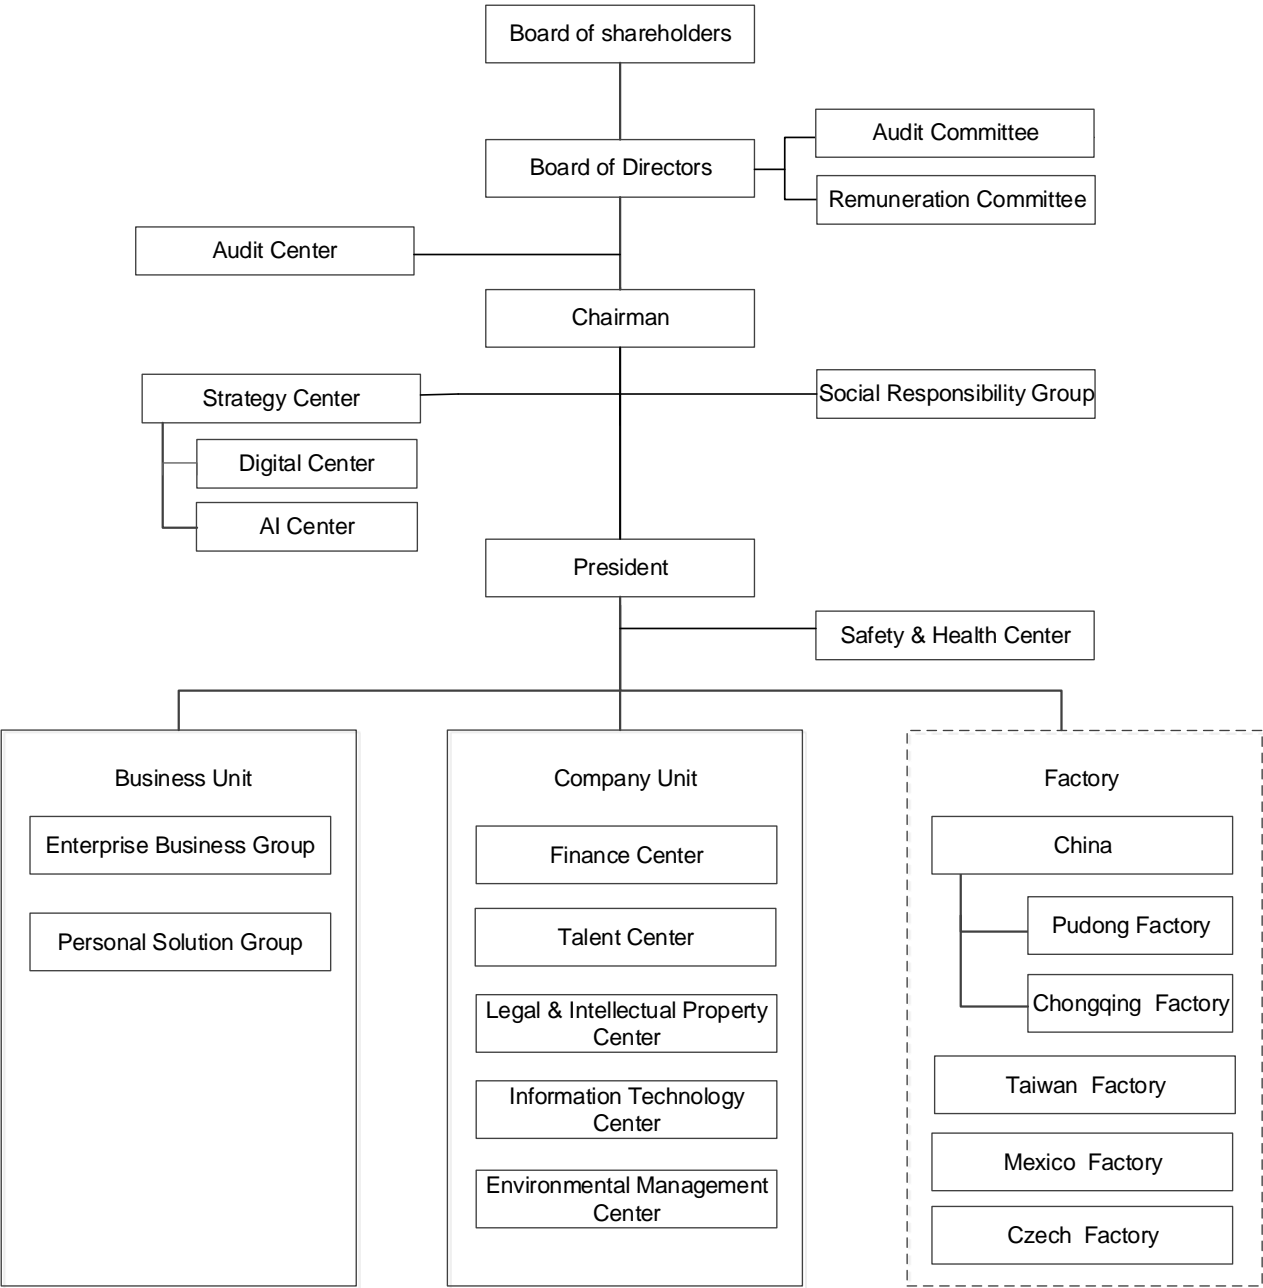 Board of shareholders
Board of Directors
Audit Committee
Remuneration Committee
Audit Center
Chairman
Strategy Center
Social Responsibility Group
Digital Center
AI Center
President
Safety & Health Center
Business Unit
Enterprise Business Group
Personal Solution Group
Company Unit
Finance Center
Talent Center
Legal & Intellectual Property
Center
Information Technology
Center
Environmental Management
Center
Factory
China
Pudong Factory
Chongqing Factory
Taiwan Factory
Mexico Factory
Czech Factory